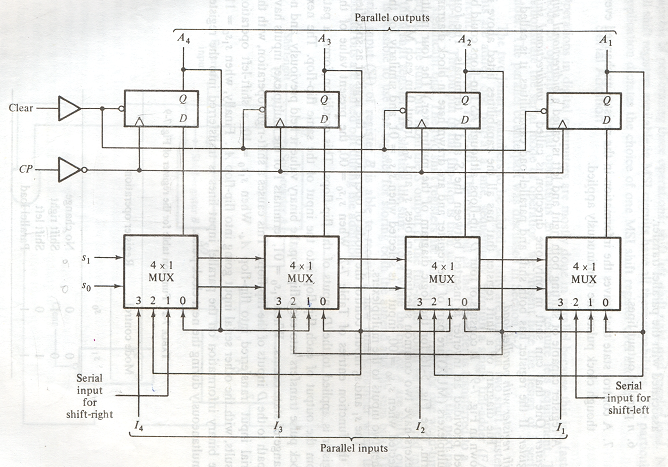 Parallel outputs
A4 A3 A2 A1
Clear
Q Q Q Q
D D D D
CP
4 × 1 MUX 4 × 1 MUX 4 × 1 MUX 4 × 1 MUX
s1
s0
3 2 1 0 3 2 1 0 3 2 1 0 3 2 1 0
Serial input for shift-right
Serial input for shift-left
I4 I3 I2 I1
Parallel inputs